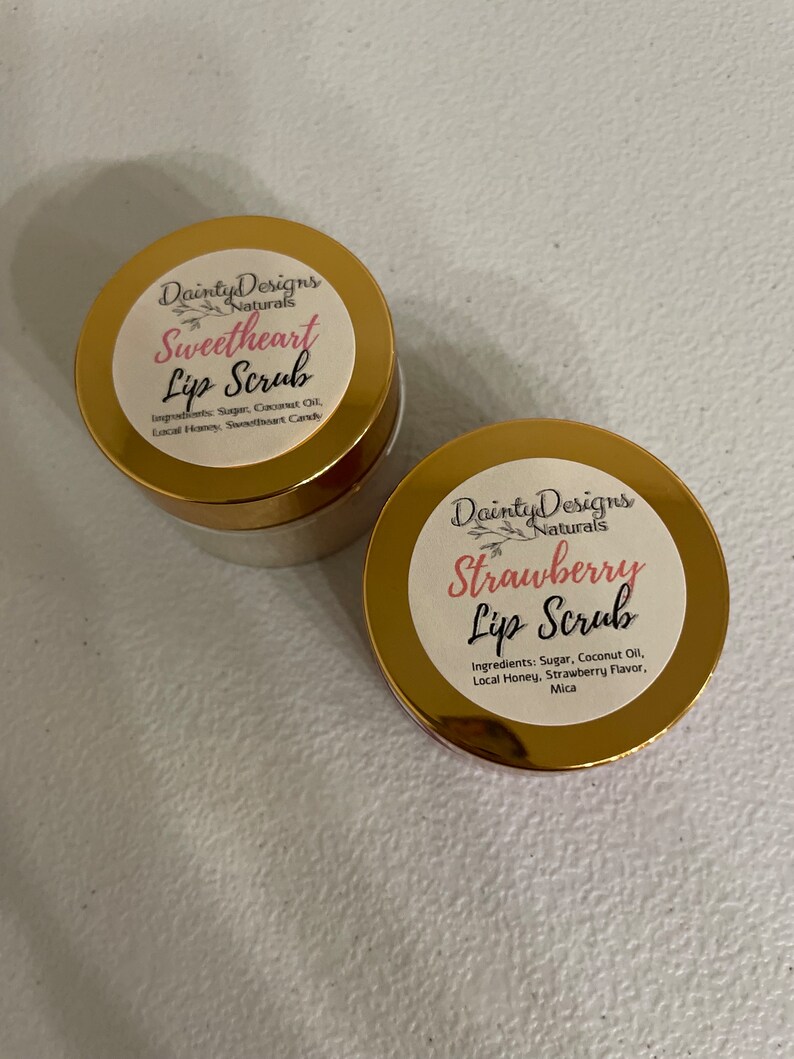 DaintyDesigns
Naturals
Sweetheart
Lip Scrub
Ingredients: Sugar, Coconut Oil,
Local Honey, Sweetheart Candy
DaintyDesigns
Naturals
Strawberry
Lip Scrub
Ingredients: Sugar, Coconut Oil,
Local Honey, Strawberry Flavor,
Mica